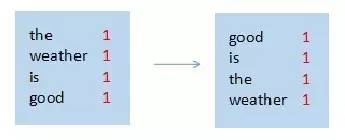 the 1
weather 1
is 1
good 1
good 1
is 1
the 1
weather 1